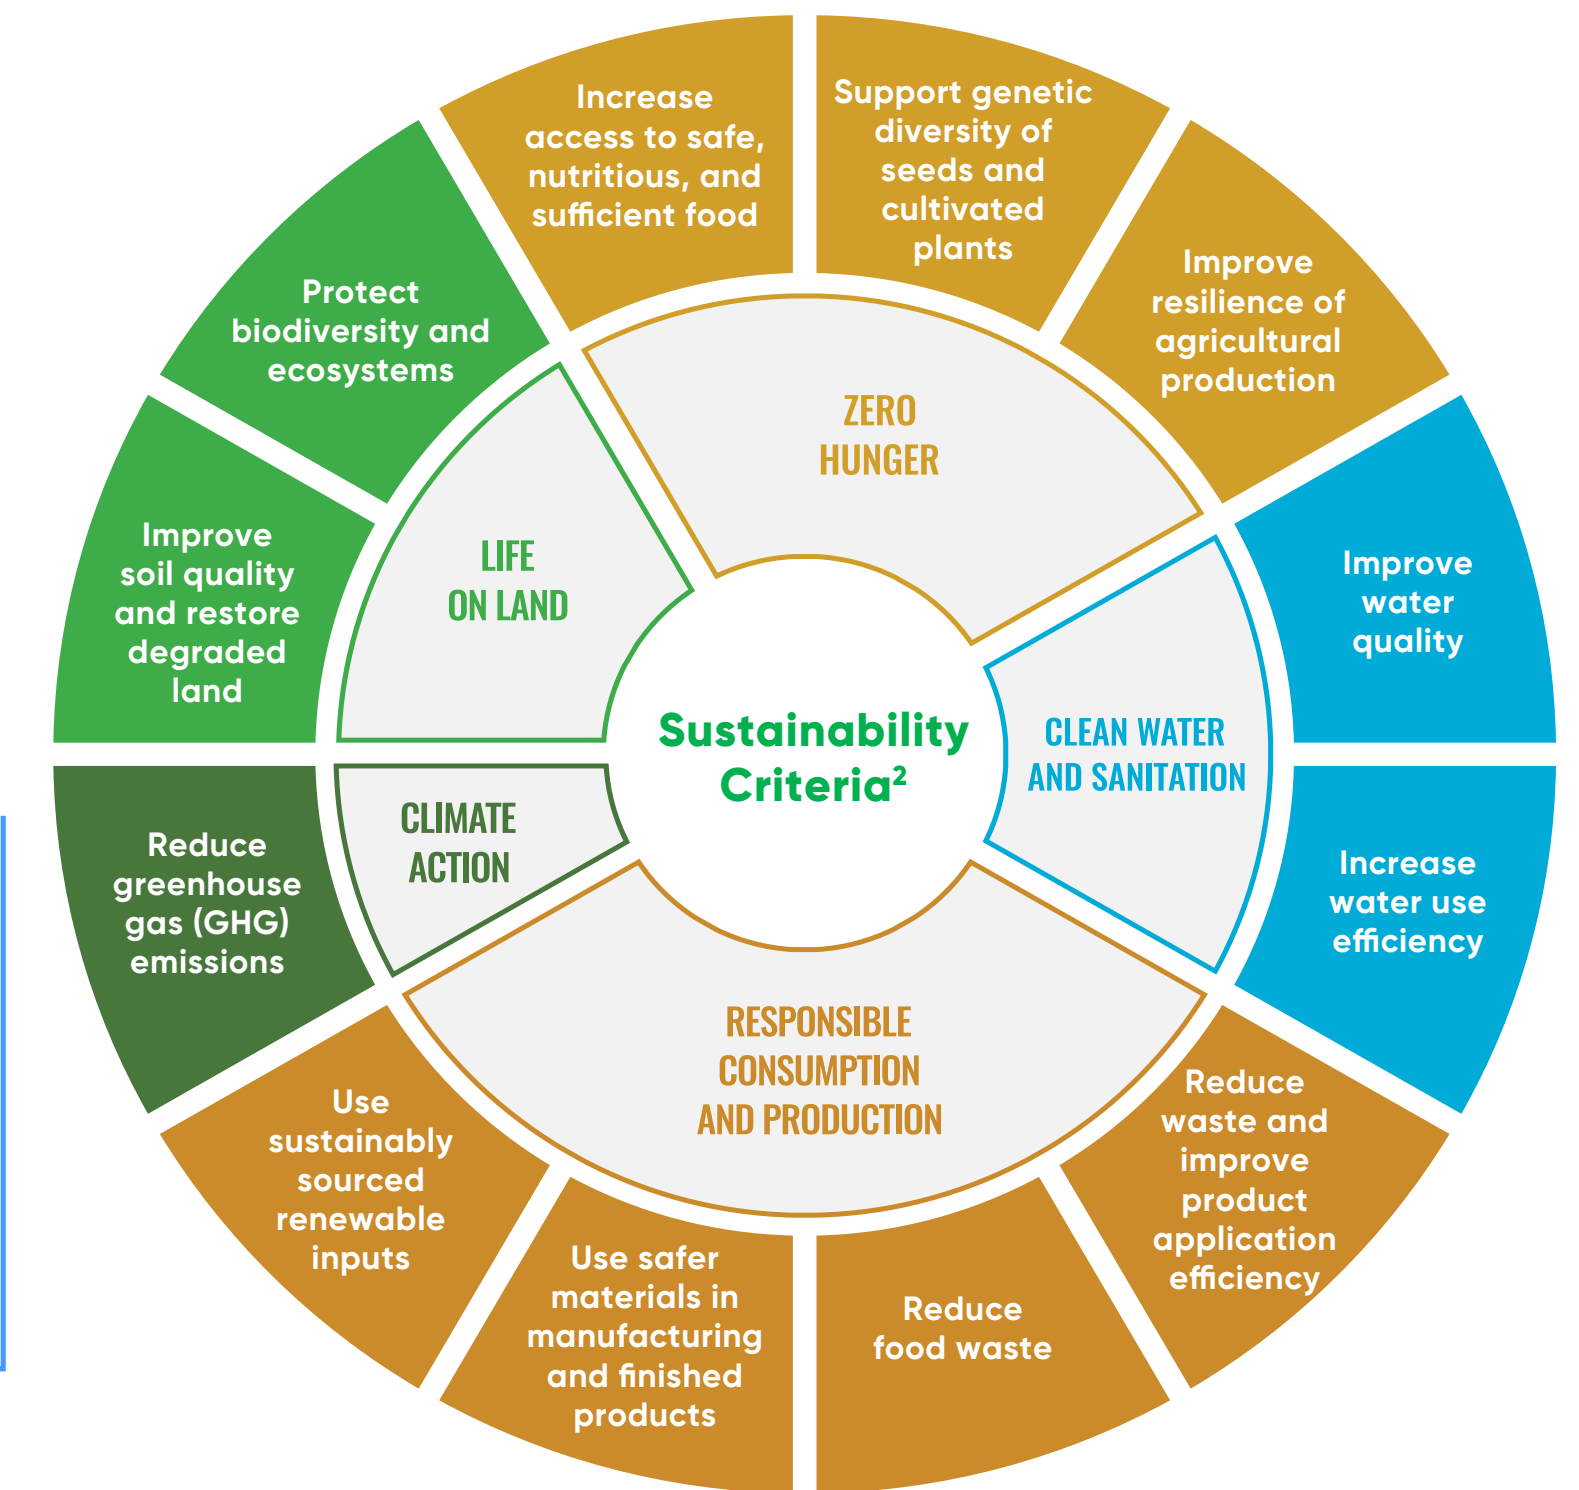 Sustainability
Criteria²
ZERO
HUNGER
Increase
access to safe,
nutritious, and
sufficient food
Support genetic
diversity of
seeds and
cultivated
plants
Improve
resilience of
agricultural
production
CLEAN WATER
AND SANITATION
Improve
water
quality
Increase
water use
efficiency
RESPONSIBLE
CONSUMPTION
AND PRODUCTION
Reduce
waste and
improve
product
application
efficiency
Reduce
food waste
Use safer
materials in
manufacturing
and finished
products
Use
sustainably
sourced
renewable
inputs
CLIMATE
ACTION
Reduce
greenhouse
gas (GHG)
emissions
LIFE
ON LAND
Improve
soil quality
and restore
degraded
land
Protect
biodiversity and
ecosystems